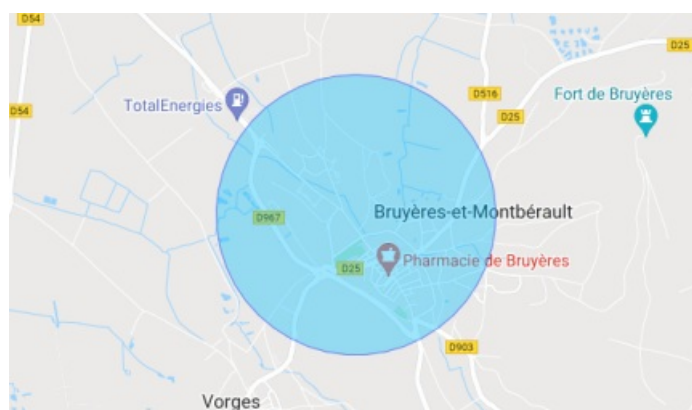 D54
D25
D516
TotalEnergies
Fort de Bruyères
D54
D25
Bruyères-et-Montbérault
D967
Pharmacie de Bruyères
D25
D903
Vorges